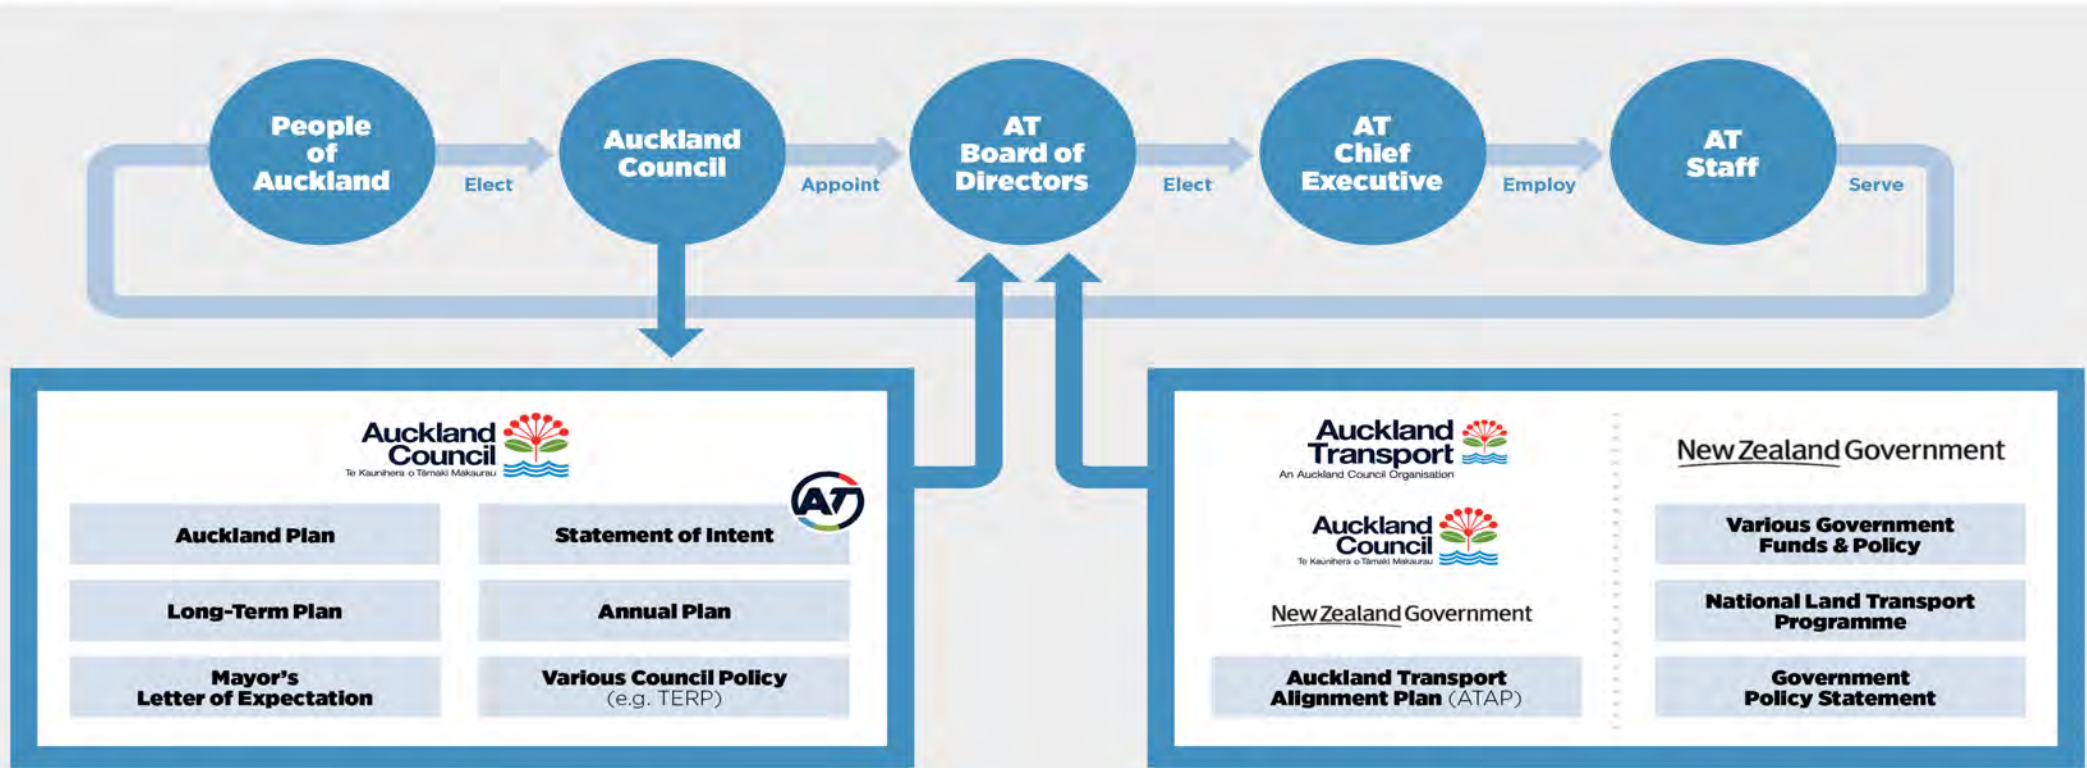 People
of
Auckland
Elect
Auckland
Council
Appoint
AT
Board of
Directors
Elect
AT
Chief
Executive
Employ
AT
Staff
Serve
Auckland
Council
Te Kaunihera o Tāmaki Makaurau
AT
Auckland Plan
Statement of Intent
Long-Term Plan
Annual Plan
Mayor's
Letter of Expectation
Various Council Policy
(e.g. TERP)
Auckland
Transport
An Auckland Council Organisation
Auckland
Council
Te Kaunihera o Tāmaki Makaurau
New Zealand Government
Auckland Transport
Alignment Plan (ATAP)
New Zealand Government
Various Government
Funds & Policy
National Land Transport
Programme
Government
Policy Statement